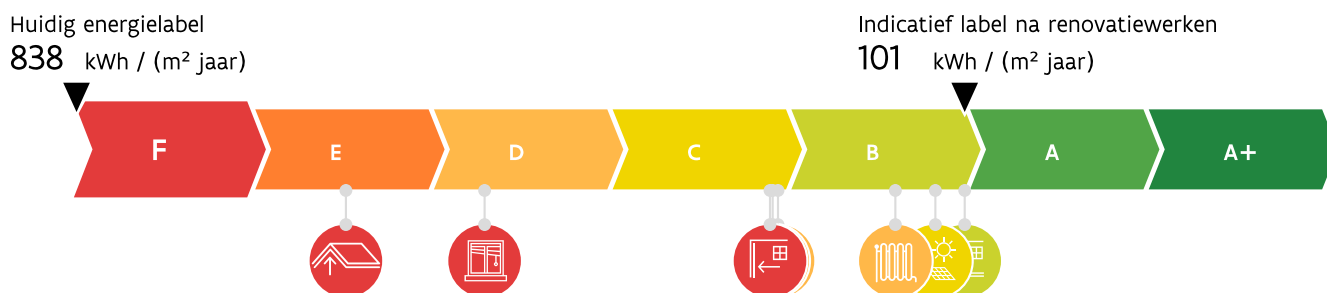 Huidig energielabel
838 kWh / (m² jaar)
Indicatief label na renovatiewerken
101 kWh / (m² jaar)
F E D C B A A+